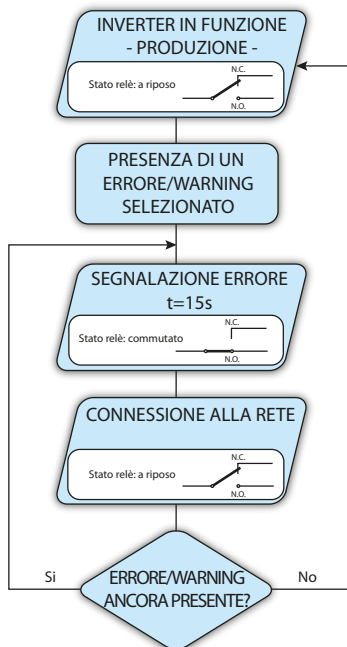 INVERTER IN FUNZIONE
- PRODUZIONE -
N.C.
Stato relè: a riposo
N.O.
PRESENZA DI UN
ERRORE/WARNING
SELEZIONATO
SEGNALAZIONE ERRORE
t=15s
N.C.
Stato relè: commutato
N.O.
CONNESSIONE ALLA RETE
N.C.
Stato relè: a riposo
N.O.
Si
No
ERRORE/WARNING
ANCORA PRESENTE?